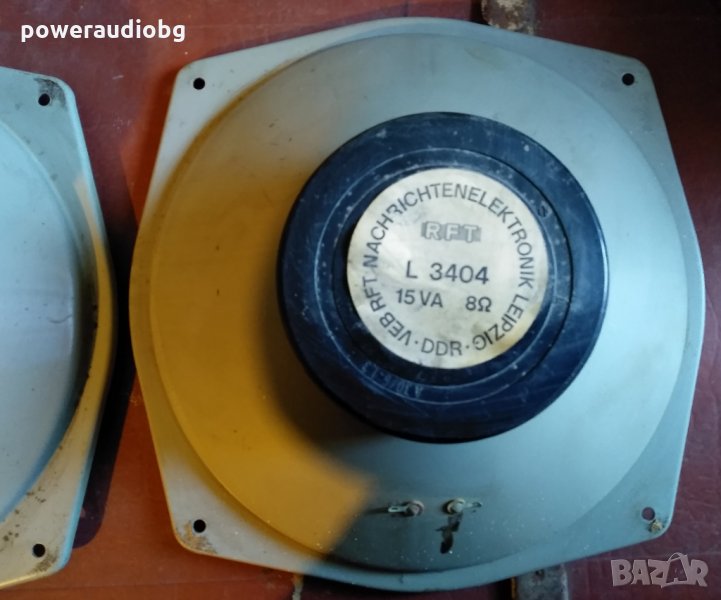 poweraudiobg
VEB RFT NACHRICHTENELEKTRONIK LEIPZIG · DDR ·
RFT
L 3404
15 VA 8Ω
BAZAR